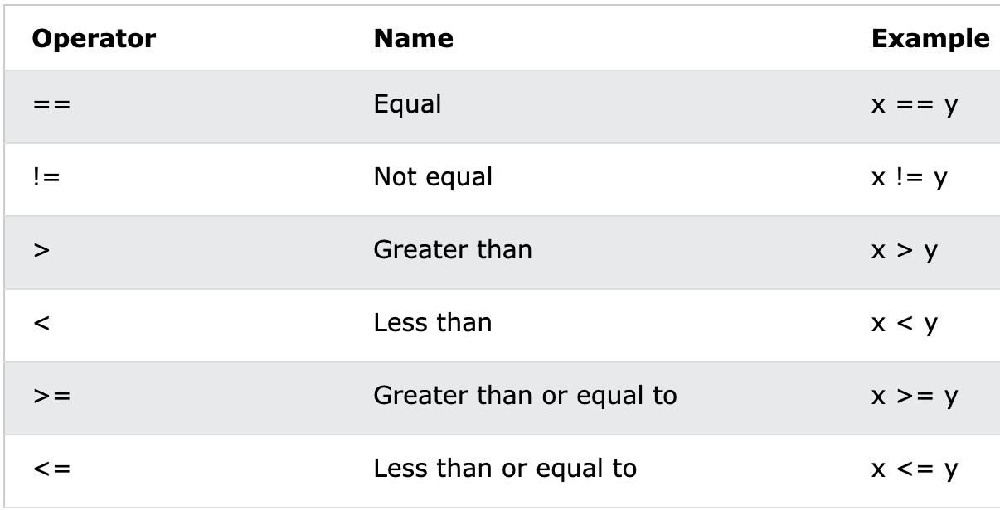 Operator Name Example
== Equal x == y
!= Not equal x != y
> Greater than x > y
< Less than x < y
>= Greater than or equal to x >= y
<= Less than or equal to x <= y